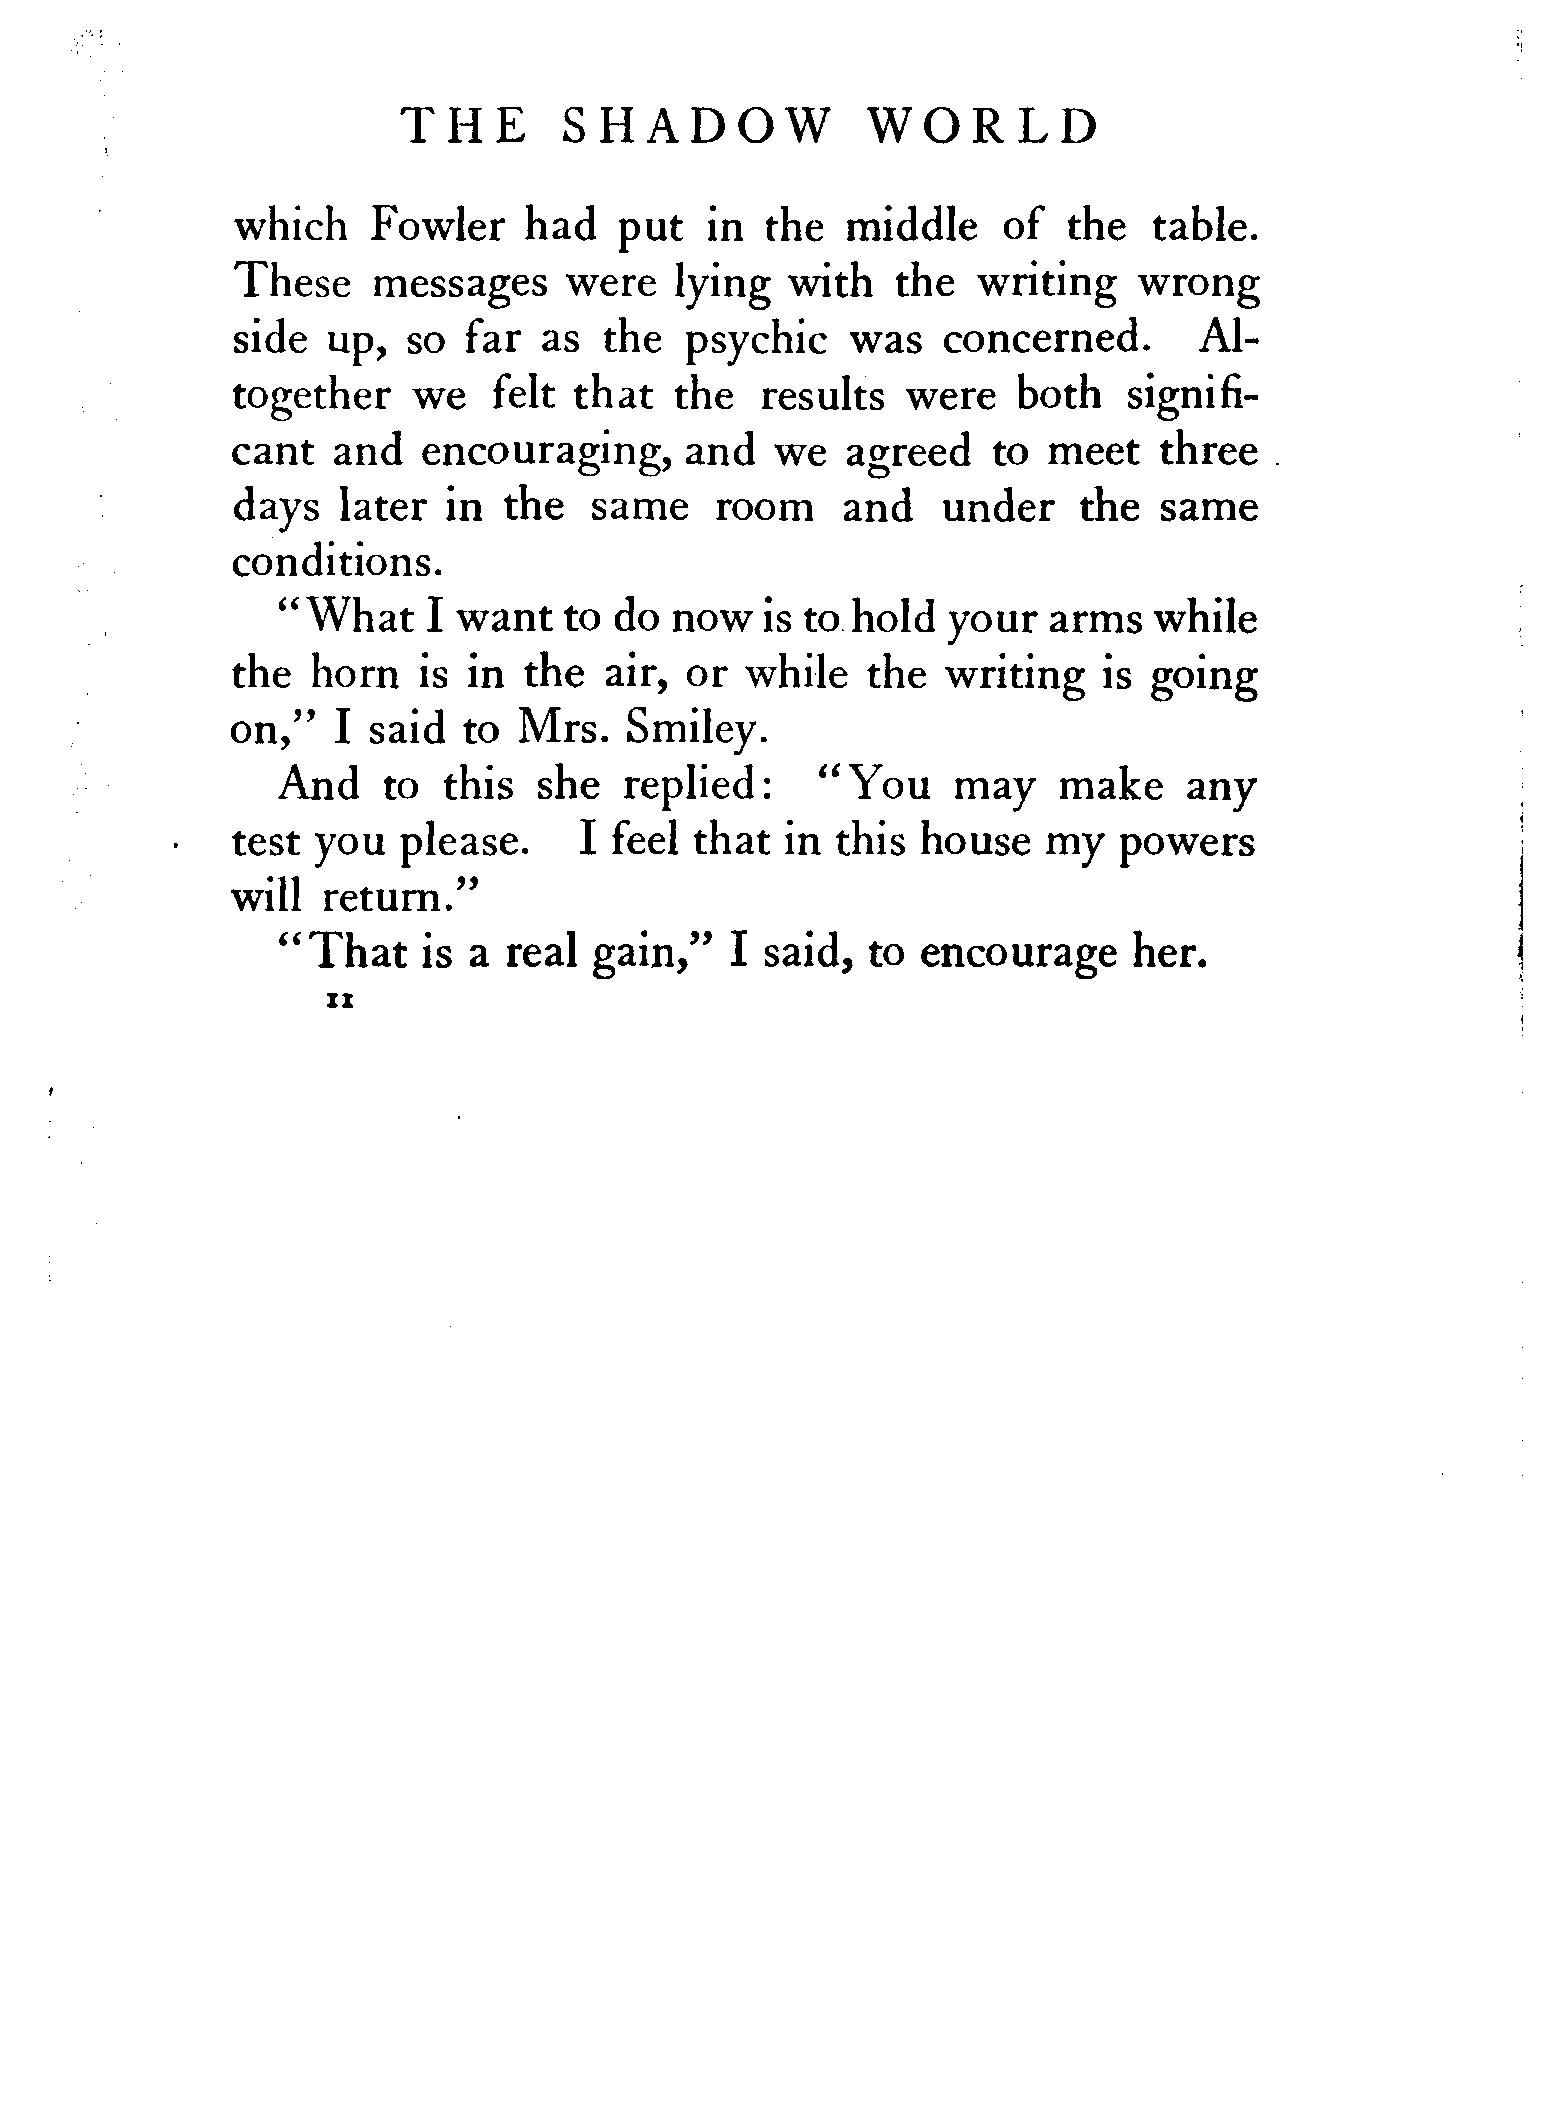 THE SHADOW WORLD
which Fowler had put in the middle of the table.
These messages were lying with the writing wrong
side up, so far as the psychic was concerned. Al-
together we felt that the results were both signifi-
cant and encouraging, and we agreed to meet three
days later in the same room and under the same
conditions.
“What I want to do now is to hold your arms while
the horn is in the air, or while the writing is going
on,” I said to Mrs. Smiley.
And to this she replied: “You may make any
test you please. I feel that in this house my powers
will return.”
“That is a real gain,” I said, to encourage her.
11